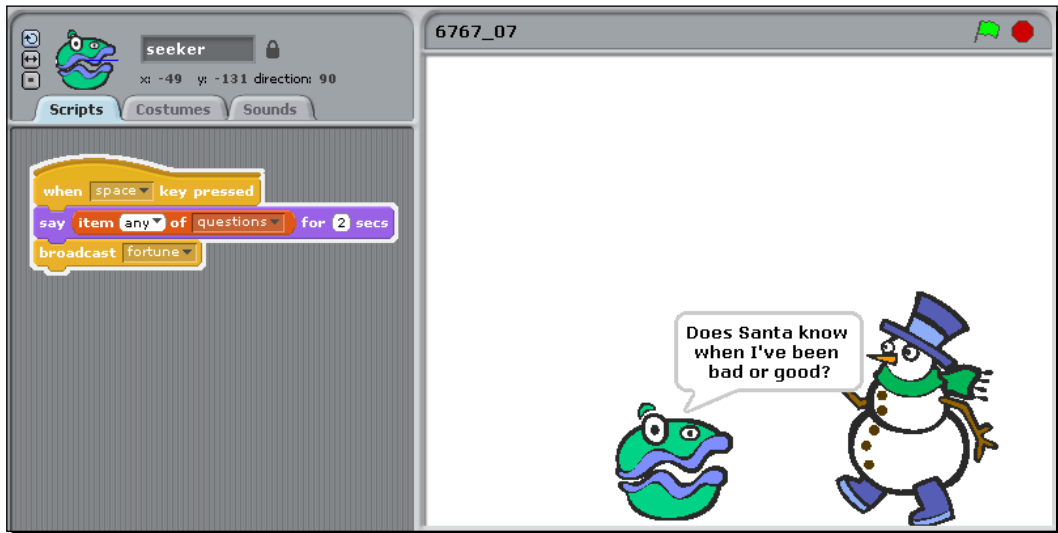 seeker
x: -49 y: -131 direction: 90
Scripts Costumes Sounds
when space key pressed
say item any of questions for 2 secs
broadcast fortune
6767_07
Does Santa know
when I've been
bad or good?